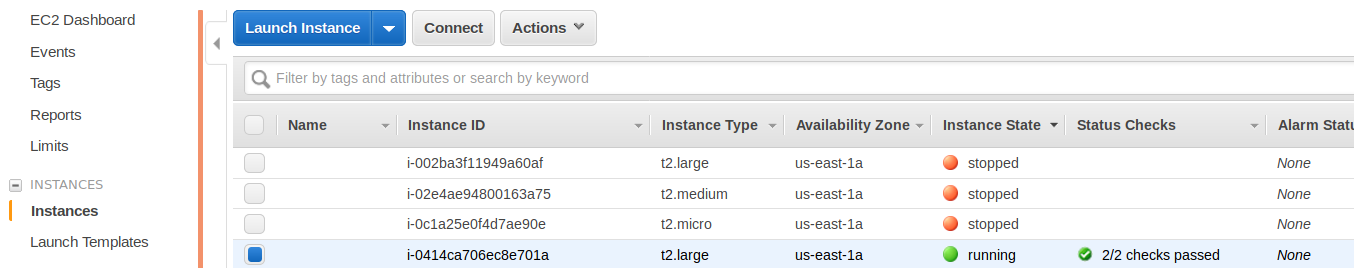 EC2 Dashboard
Events
Tags
Reports
Limits
INSTANCES
Instances
Launch Templates
Launch Instance Connect Actions
Filter by tags and attributes or search by keyword
Name Instance ID Instance Type Availability Zone Instance State Status Checks Alarm Statu
i-002ba3f11949a60af t2.large us-east-1a stopped None
i-02e4ae94800163a75 t2.medium us-east-1a stopped None
i-0c1a25e0f4d7ae90e t2.micro us-east-1a stopped None
i-0414ca706ec8e701a t2.large us-east-1a running 2/2 checks passed None